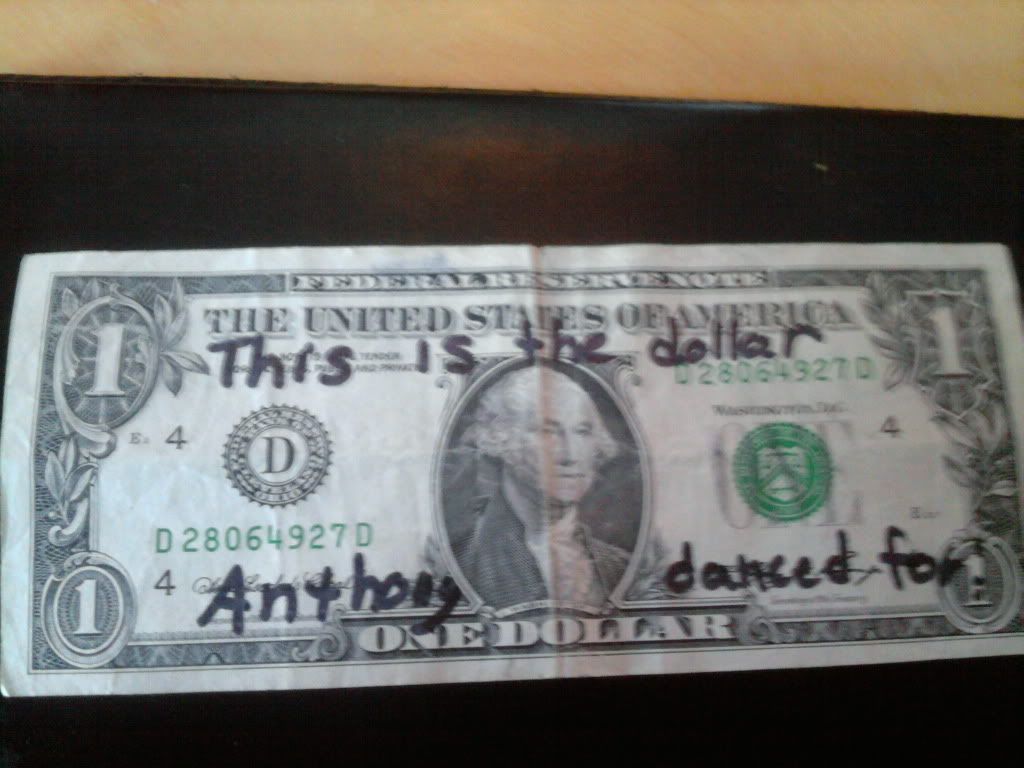 FEDERAL RESERVE NOTE
THE UNITED STATES OF AMERICA
This is the dollar
D 28064927 D
WASHINGTON, D.C.
1
1
4
D
4
D 28064927 D
4
Anthony danced for!
ONE DOLLAR
1
1